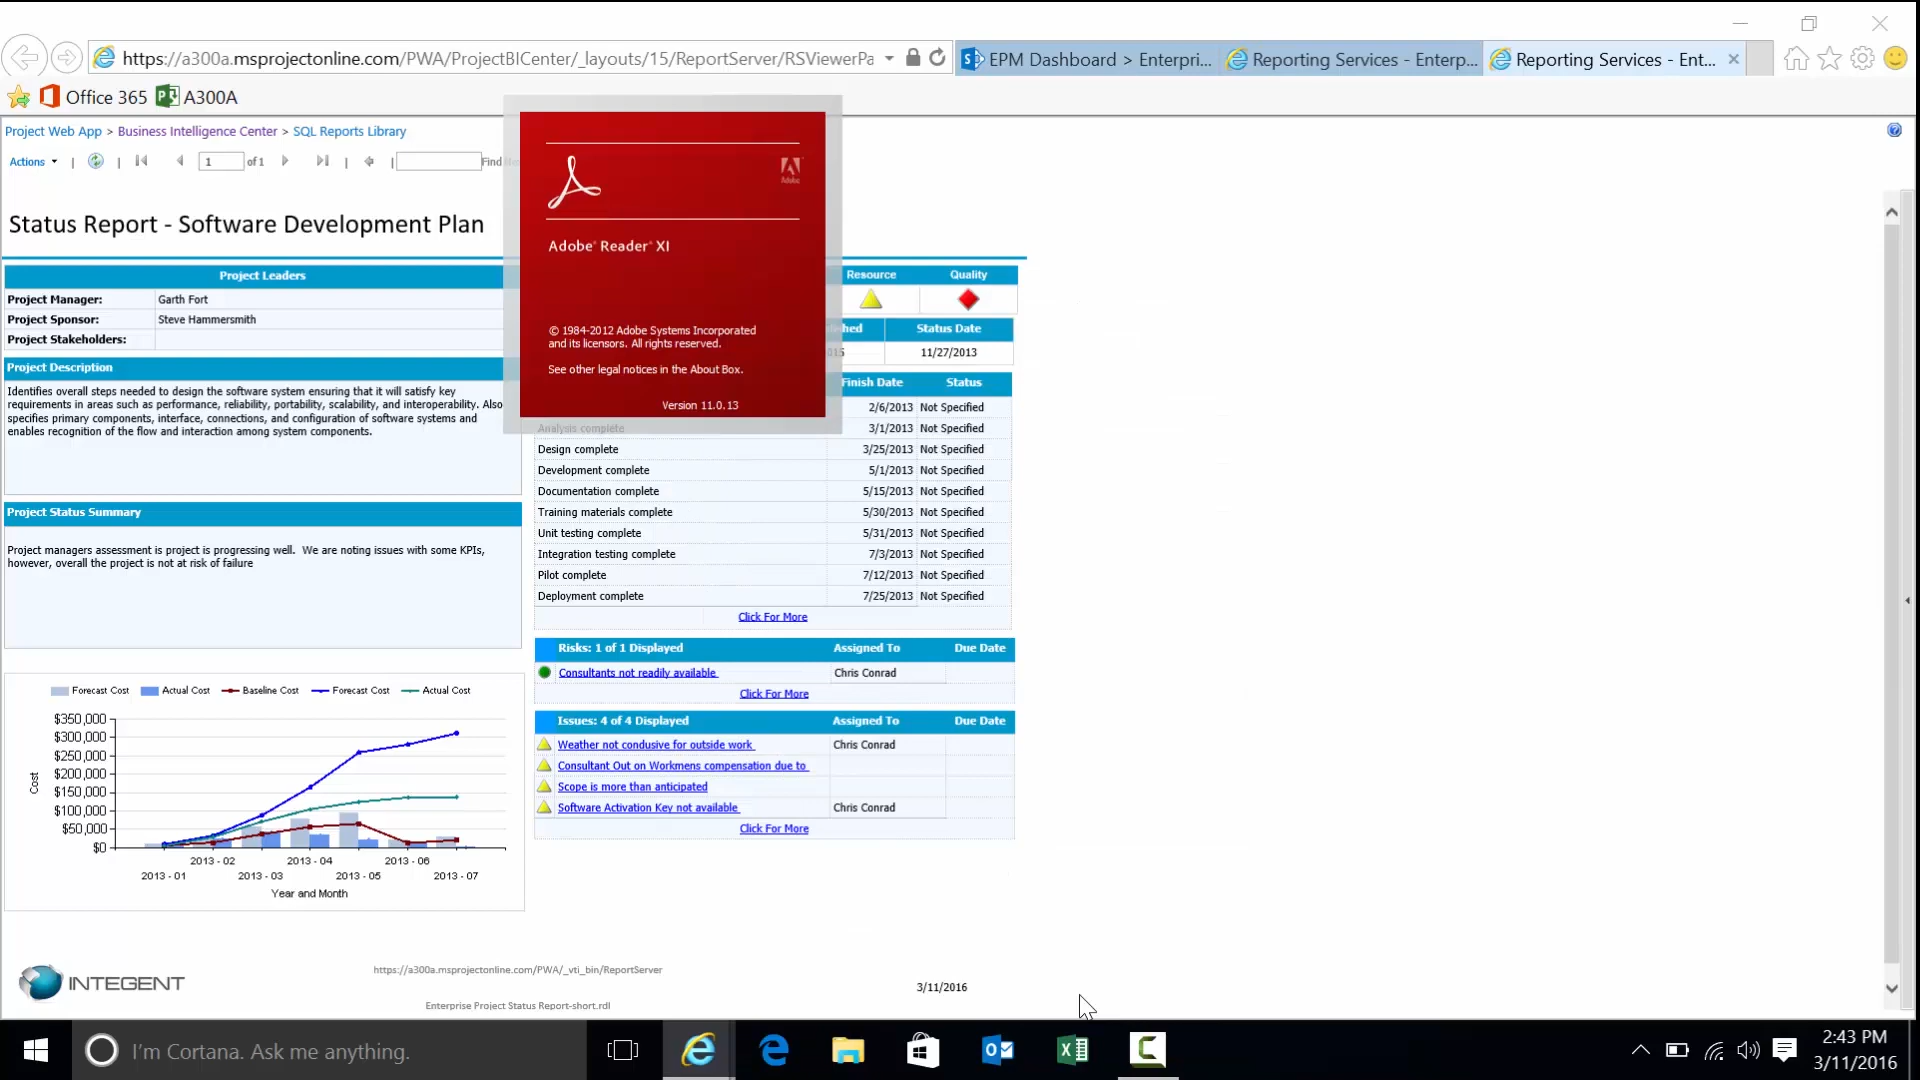 https://a300a.msprojectonline.com/PWA/ProjectBICenter/_layouts/15/ReportServer/RSViewerPa
EPM Dashboard > Enterpri...
Reporting Services - Enterp...
Reporting Services - Ent...
Office 365
A300A
Project Web App > Business Intelligence Center > SQL Reports Library
Actions
1
of 1
Find
Status Report - Software Development Plan
Adobe
Adobe® Reader® XI
© 1984-2012 Adobe Systems Incorporated
and its licensors. All rights reserved.
See other legal notices in the About Box.
Version 11.0.13
Project Leaders
Project Manager: Garth Fort
Project Sponsor: Steve Hammersmith
Project Stakeholders:
Project Description
Identifies overall steps needed to design the software system ensuring that it will satisfy key
requirements in areas such as performance, reliability, portability, scalability, and interoperability. Also
specifies primary components, interface, connections, and configuration of software systems and
enables recognition of the flow and interaction among system components.
Project Status Summary
Project managers assessment is project is progressing well. We are noting issues with some KPIs,
however, overall the project is not at risk of failure
Resource Quality
Status Date
11/27/2013
Finish Date Status
2/6/2013 Not Specified
Analysis complete 3/1/2013 Not Specified
Design complete 3/25/2013 Not Specified
Development complete 5/1/2013 Not Specified
Documentation complete 5/15/2013 Not Specified
Training materials complete 5/30/2013 Not Specified
Unit testing complete 5/31/2013 Not Specified
Integration testing complete 7/3/2013 Not Specified
Pilot complete 7/12/2013 Not Specified
Deployment complete 7/25/2013 Not Specified
Click For More
Risks: 1 of 1 Displayed Assigned To Due Date
Consultants not readily available Chris Conrad
Click For More
Issues: 4 of 4 Displayed Assigned To Due Date
Weather not condusive for outside work Chris Conrad
Consultant Out on Workmens compensation due to
Scope is more than anticipated
Software Activation Key not available Chris Conrad
Click For More
Forecast Cost Actual Cost Baseline Cost Forecast Cost Actual Cost
$350,000
$300,000
$250,000
$200,000
$150,000
$100,000
$50,000
$0
Cost
2013 - 02 2013 - 04 2013 - 06
2013 - 01 2013 - 03 2013 - 05 2013 - 07
Year and Month
INTEGENT
https://a300a.msprojectonline.com/PWA/_vti_bin/ReportServer
Enterprise Project Status Report-short.rdl
3/11/2016
I'm Cortana. Ask me anything.
2:43 PM
3/11/2016